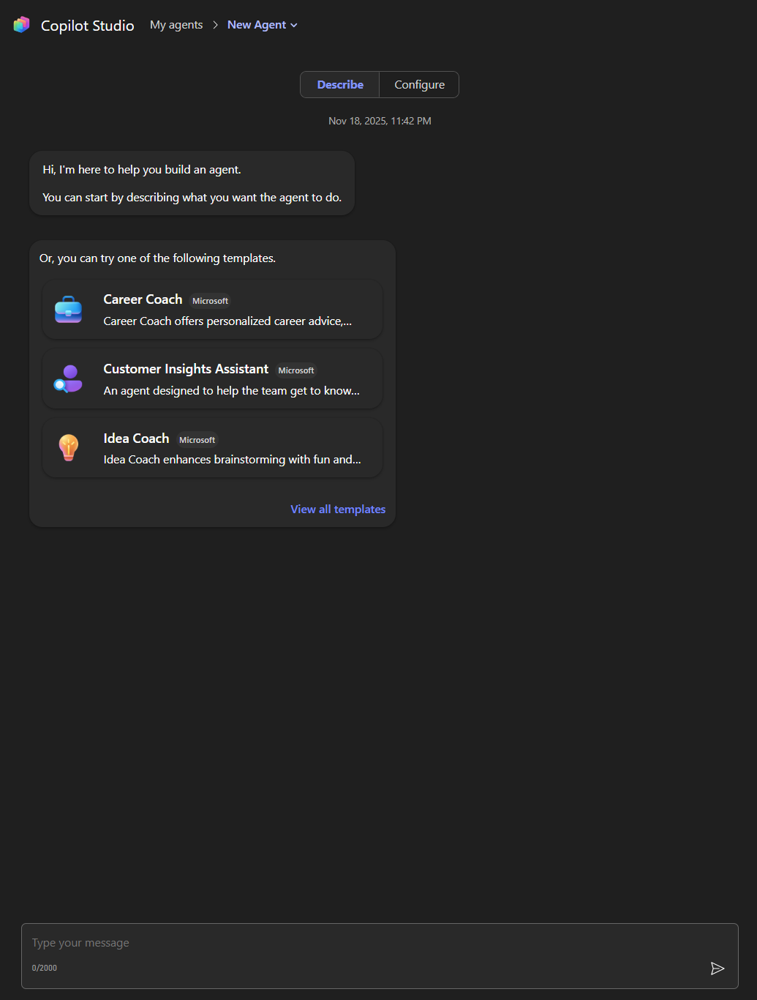 Copilot Studio My agents New Agent
Describe Configure
Nov 18, 2025, 11:42 PM
Hi, I'm here to help you build an agent.
You can start by describing what you want the agent to do.
Or, you can try one of the following templates.
Career Coach Microsoft
Career Coach offers personalized career advice,...
Customer Insights Assistant Microsoft
An agent designed to help the team get to know...
Idea Coach Microsoft
Idea Coach enhances brainstorming with fun and...
View all templates
Type your message
0/2000